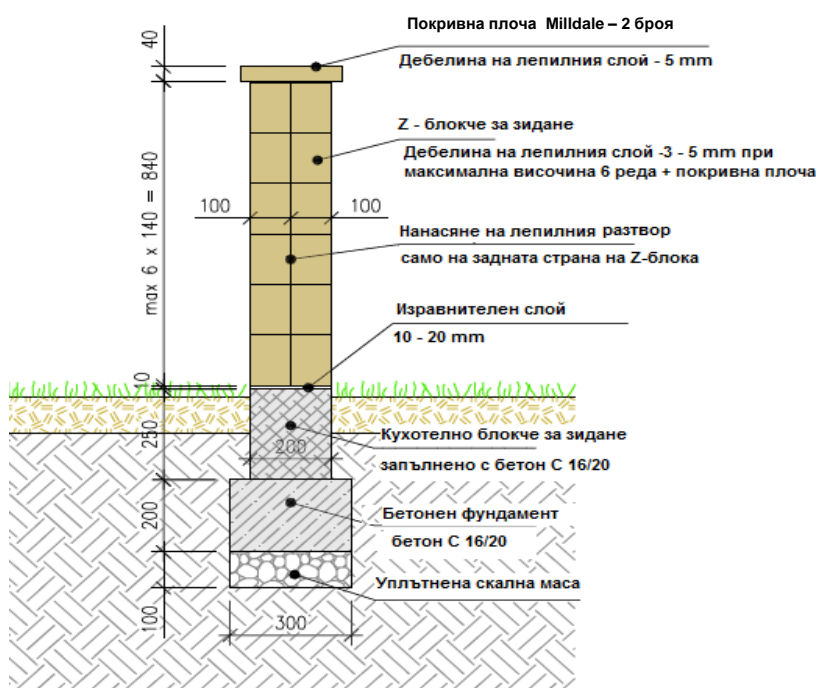 Покривна плоча Milldale – 2 броя
Дебелина на лепилния слой - 5 mm
Z - блокче за зидане
Дебелина на лепилния слой -3 - 5 mm при
максимална височина 6 реда + покривна плоча
Нанасяне на лепилния разтвор
само на задната страна на Z-блока
Изравнителен слой
10 - 20 mm
Кухотелно блокче за зидане
запълнено с бетон C 16/20
Бетонен фундамент
бетон C 16/20
Уплътнена скална маса
40
max 6 x 140 = 840
100
100
10
250
200
200
100
300